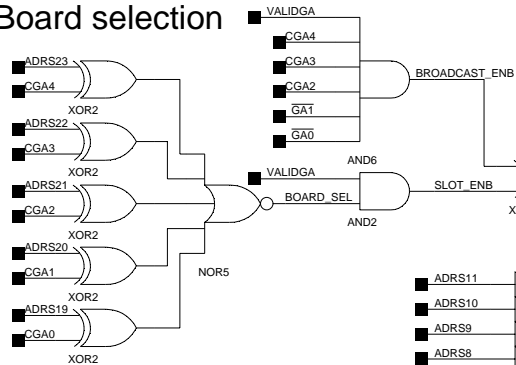 Board selection
VALIDGA
CGA4
CGA3
CGA2
GA1
GA0
BROADCAST_ENB
AND6
ADRS23
CGA4
XOR2
ADRS22
CGA3
XOR2
ADRS21
CGA2
XOR2
ADRS20
CGA1
XOR2
ADRS19
CGA0
XOR2
NOR5
VALIDGA
BOARD_SEL
AND2
SLOT_ENB
X
ADRS11
ADRS10
ADRS9
ADRS8